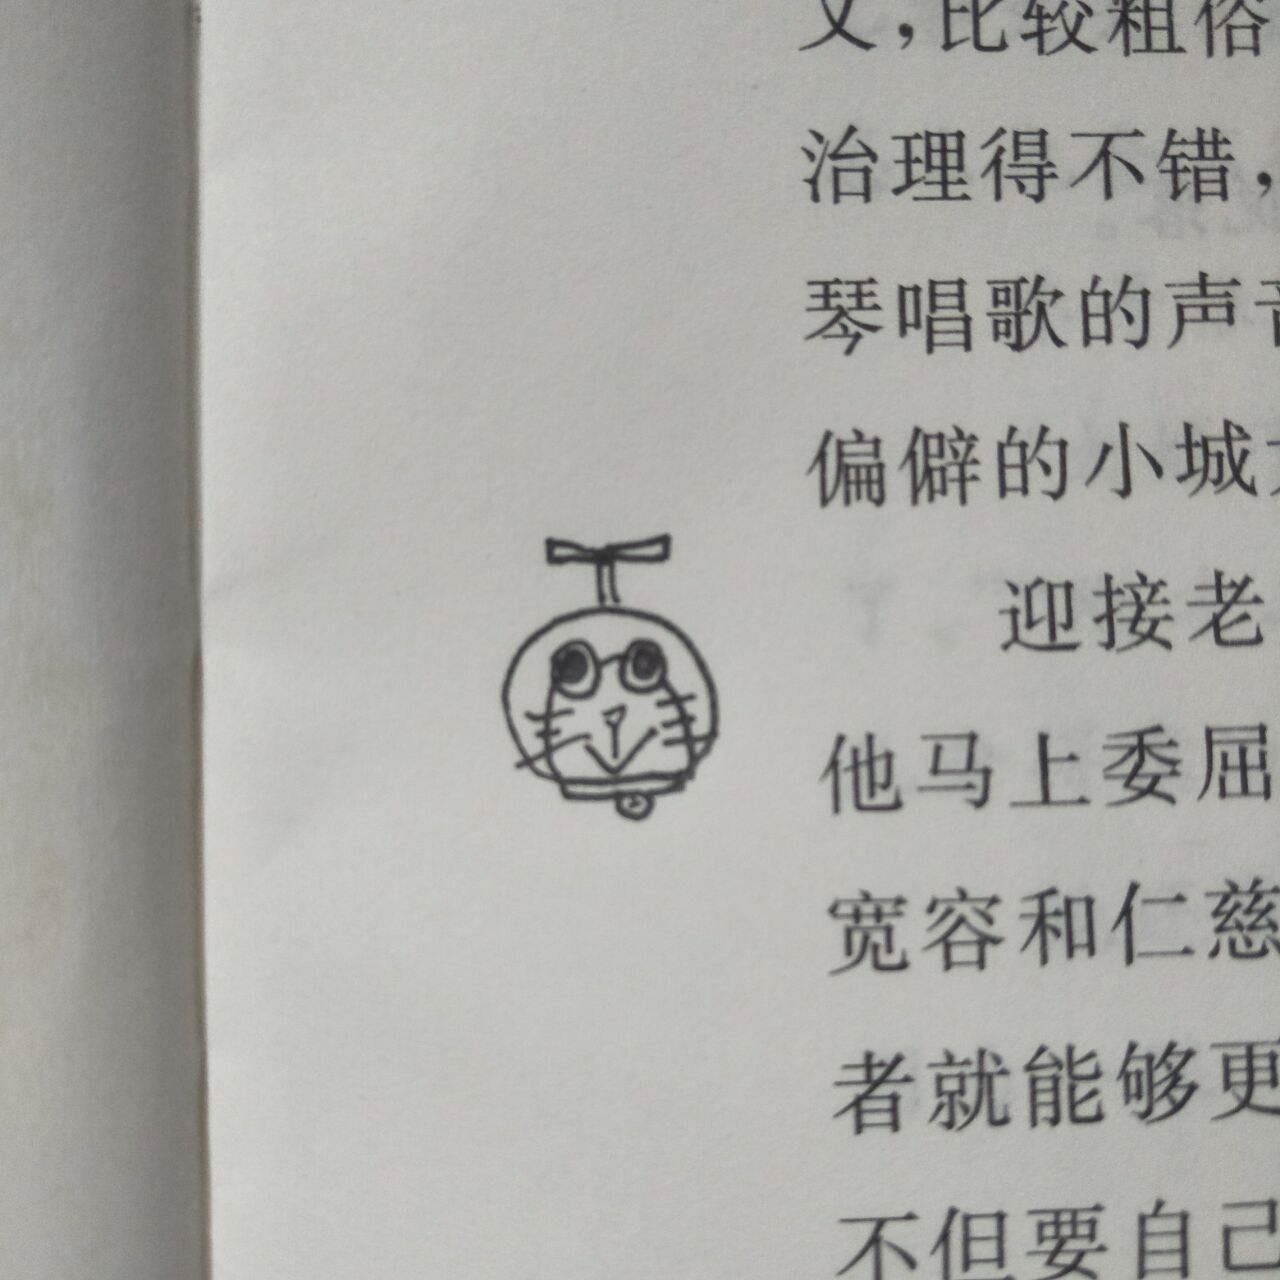 文，比较粗俗
治理得不错，
琴唱歌的声音
偏僻的小城
迎接老
他马上委屈
宽容和仁慈
者就能够更
不但要自己